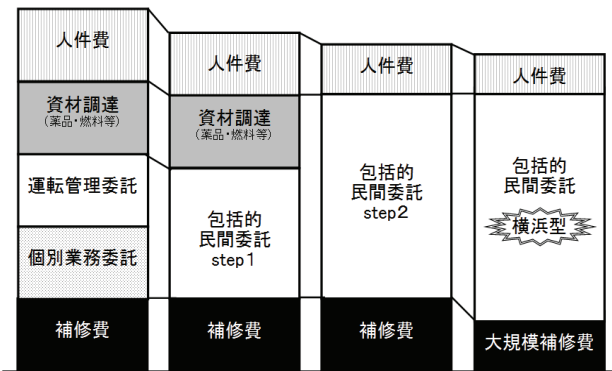 人件費
資材調達
(薬品・燃料等)
運転管理委託
個別業務委託
補修費
人件費
資材調達
(薬品・燃料等)
包括的
民間委託
step1
補修費
人件費
包括的
民間委託
step2
補修費
人件費
包括的
民間委託
横浜型
大規模補修費